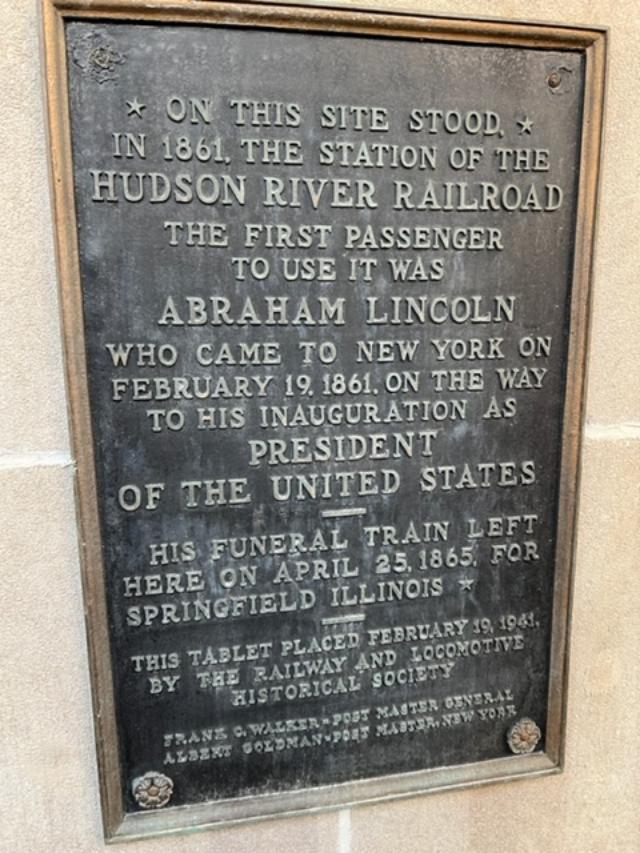 ★ ON THIS SITE STOOD, ★
IN 1861, THE STATION OF THE
HUDSON RIVER RAILROAD
THE FIRST PASSENGER
TO USE IT WAS
ABRAHAM LINCOLN
WHO CAME TO NEW YORK ON
FEBRUARY 19, 1861, ON THE WAY
TO HIS INAUGURATION AS
PRESIDENT
OF THE UNITED STATES
HIS FUNERAL TRAIN LEFT
HERE ON APRIL 25, 1865, FOR
SPRINGFIELD ILLINOIS ★
THIS TABLET PLACED FEBRUARY 19, 1941,
BY THE RAILWAY AND LOCOMOTIVE
HISTORICAL SOCIETY
FRANK C. WALKER - POST MASTER GENERAL
ALBERT GOLDMAN - POST MASTER, NEW YORK